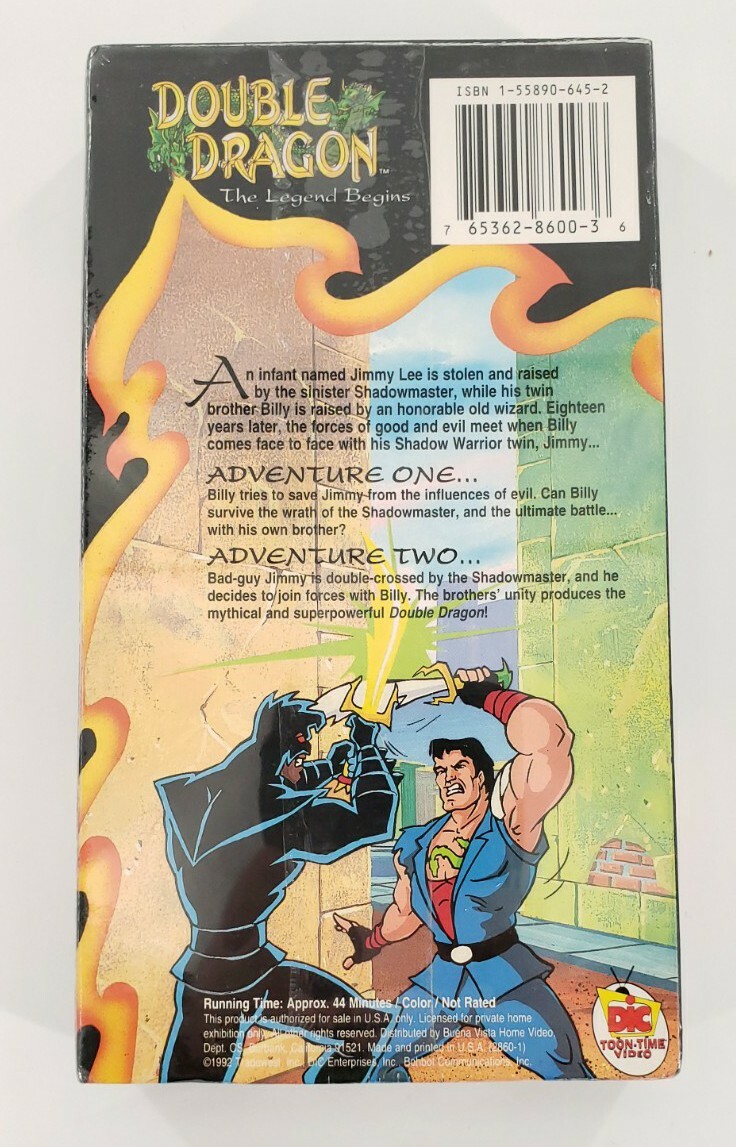 DOUBLE
DRAGON™
The Legend Begins
ISBN 1-55890-645-2
7 65362-8600-3 6
An infant named Jimmy Lee is stolen and raised
by the sinister Shadowmaster, while his twin
brother Billy is raised by an honorable old wizard. Eighteen
years later, the forces of good and evil meet when Billy
comes face to face with his Shadow Warrior twin, Jimmy...
ADVENTURE ONE...
Billy tries to save Jimmy from the influences of evil. Can Billy
survive the wrath of the Shadowmaster, and the ultimate battle...
with his own brother?
ADVENTURE TWO...
Bad-guy Jimmy is double-crossed by the Shadowmaster, and he
decides to join forces with Billy. The brothers' unity produces the
mythical and superpowerful Double Dragon!
Running Time: Approx. 44 Minutes / Color / Not Rated
This product is authorized for sale in U.S.A. only. Licensed for private home
exhibition only. All other rights reserved. Distributed by Buena Vista Home Video,
Dept. CS, Burbank, California 91521. Made and printed in U.S.A. (2860-1)
©1992 Tradewest, Inc., DIC Enterprises, Inc., Bohbot Communications, Inc.
DIC
TOON-TIME
VIDEO